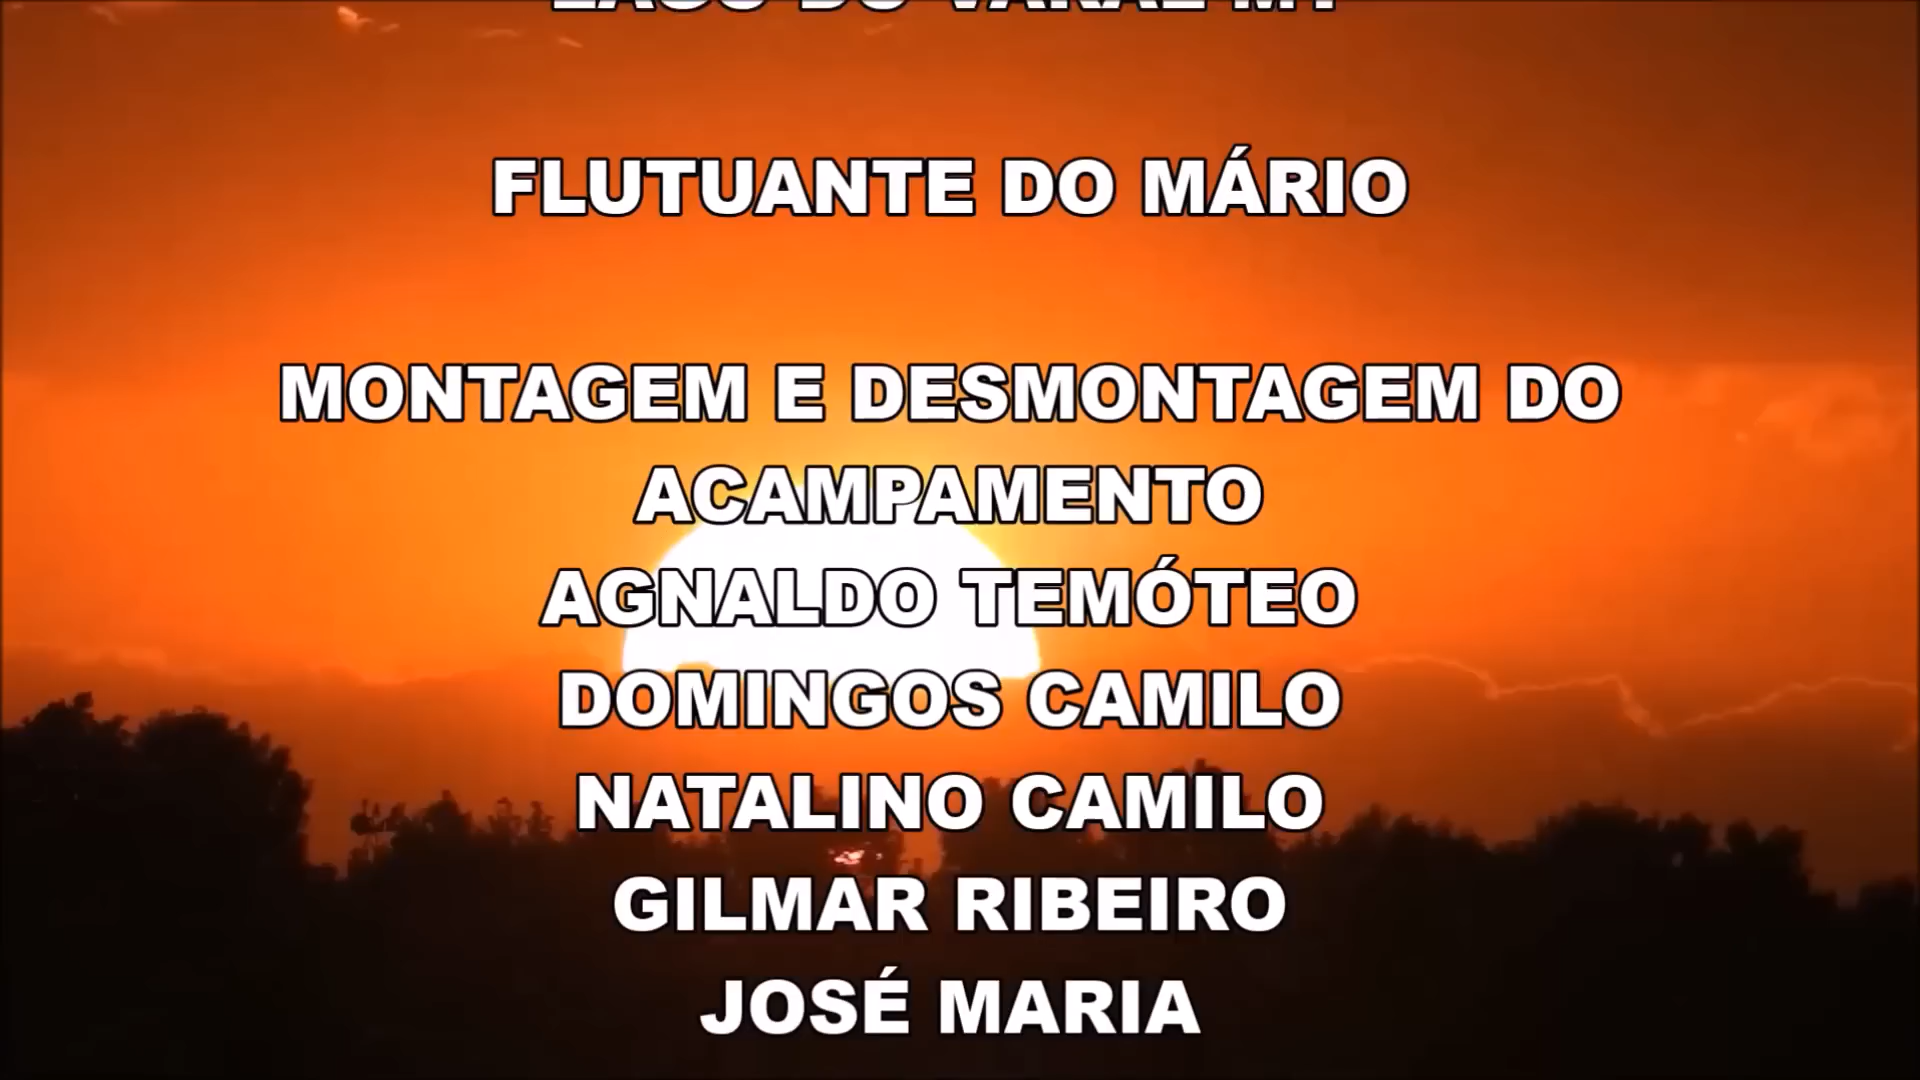 FLUTUANTE DO MÁRIO
MONTAGEM E DESMONTAGEM DO
ACAMPAMENTO
AGNALDO TEMÓTEO
DOMINGOS CAMILO
NATALINO CAMILO
GILMAR RIBEIRO
JOSÉ MARIA